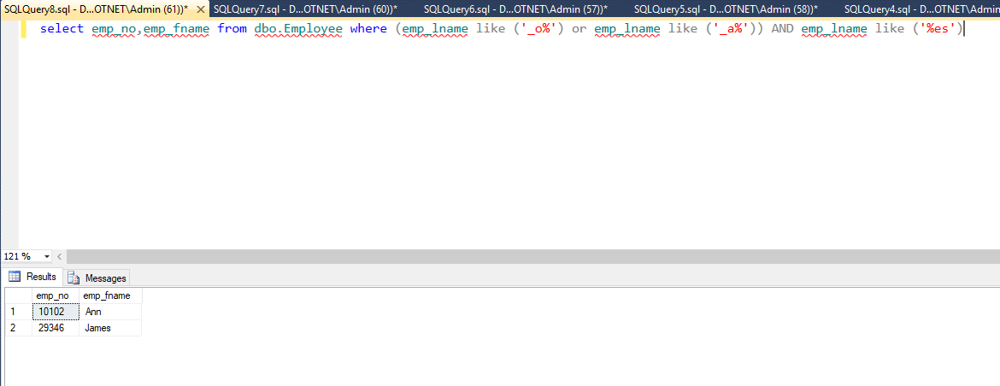 SQLQuery8.sql - D...OTNET\Admin (61))* SQLQuery7.sql - D...OTNET\Admin (60))* SQLQuery6.sql - D...OTNET\Admin (57))* SQLQuery5.sql - D...OTNET\Admin (58))* SQLQuery4.sql - D...OTNET\Admin
select emp_no,emp_fname from dbo.Employee where (emp_lname like ('_o%') or emp_lname like ('_a%')) AND emp_lname like ('%es')
121 %
Results Messages
emp_no emp_fname
1 10102 Ann
2 29346 James